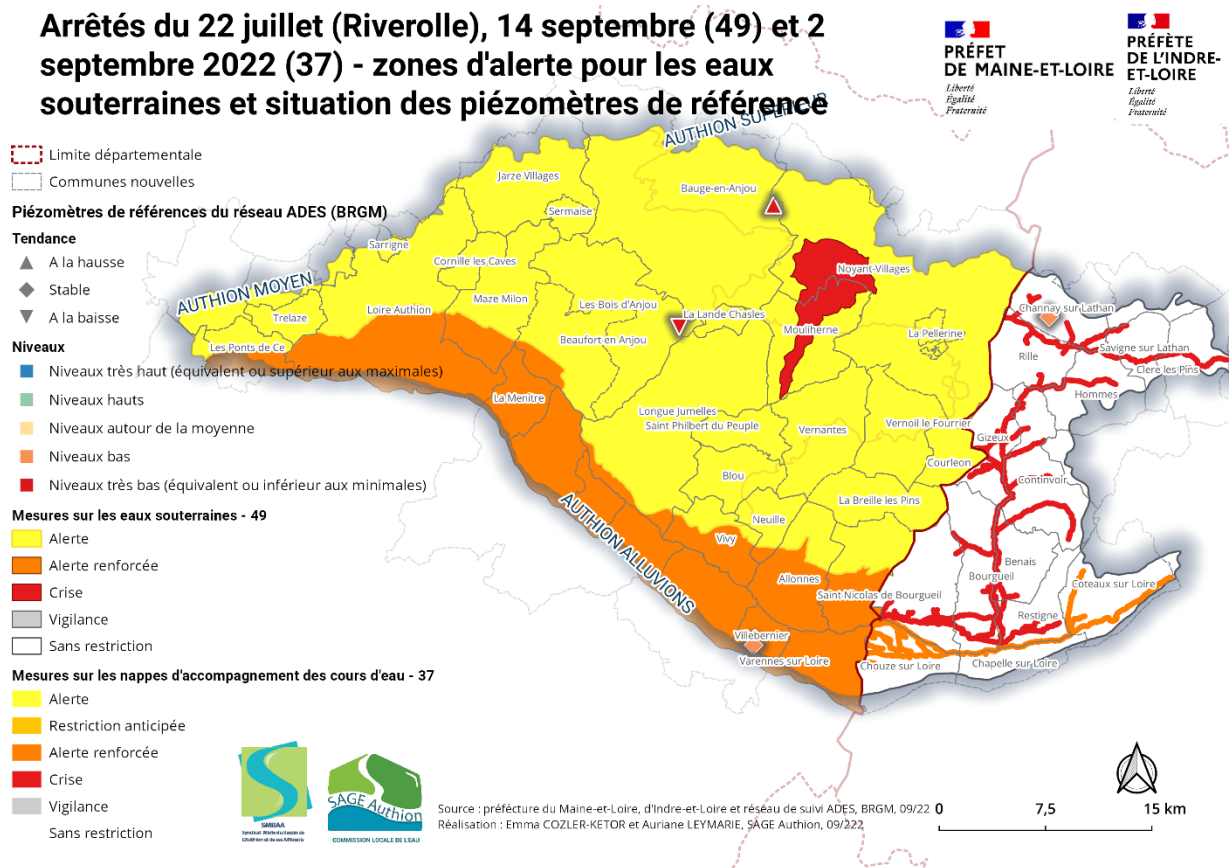 Arrêtés du 22 juillet (Riverolle), 14 septembre (49) et 2
septembre 2022 (37) - zones d'alerte pour les eaux
souterraines et situation des piézomètres de référence
PRÉFET
DE MAINE-ET-LOIRE
Liberté
Égalité
Fraternité
PRÉFÈTE
DE L'INDRE-
ET-LOIRE
Liberté
Égalité
Fraternité
Limite départementale
Communes nouvelles
Piézomètres de références du réseau ADES (BRGM)
Tendance
A la hausse
Stable
A la baisse
Niveaux
Niveaux très haut (équivalent ou supérieur aux maximales)
Niveaux hauts
Niveaux autour de la moyenne
Niveaux bas
Niveaux très bas (équivalent ou inférieur aux minimales)
Mesures sur les eaux souterraines - 49
Alerte
Alerte renforcée
Crise
Vigilance
Sans restriction
Mesures sur les nappes d'accompagnement des cours d'eau - 37
Alerte
Restriction anticipée
Alerte renforcée
Crise
Vigilance
Sans restriction
AUTHION SUPERIEUR
AUTHION MOYEN
AUTHION ALLUVIONS
Jarze Villages
Bauge-en-Anjou
Sermaise
Sarrigne
Cornille les Caves
Noyant-Villages
Maze Milon
Loire Authion
Les Bois d'Anjou
La Lande Chasles
Channay sur Lathan
Trelaze
Mouliherne
La Pellerine
Les Ponts de Ce
Beaufort en Anjou
Savigne sur Lathan
Rille
Clere les Pins
La Menitre
Hommes
Longue Jumelles
Saint Philbert du Peuple
Vernantes
Vernoil le Fourrier
Gizeux
Courleon
Blou
Continvoir
La Breille les Pins
Neuille
Vivy
Benais
Bourgueil
Allonnes
Coteaux sur Loire
Saint Nicolas de Bourgueil
Restigne
Villebernier
Varennes sur Loire
Chouze sur Loire
Chapelle sur Loire
SMBAA
SAGE Authion
COMMISSION LOCALE DE L'EAU
Source : préfécture du Maine-et-Loire, d'Indre-et-Loire et réseau de suivi ADES, BRGM, 09/22
Réalisation : Emma COZLER-KETOR et Auriane LEYMARIE, SAGE Authion, 09/222
0 7,5 15 km